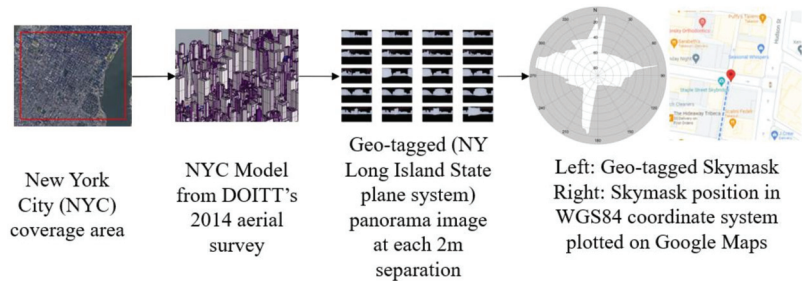 New York
City (NYC)
coverage area
NYC Model
from DOITT's
2014 aerial
survey
Geo-tagged (NY
Long Island State
plane system)
panorama image
at each 2m
separation
N
Left: Geo-tagged Skymask
Right: Skymask position in
WGS84 coordinate system
plotted on Google Maps